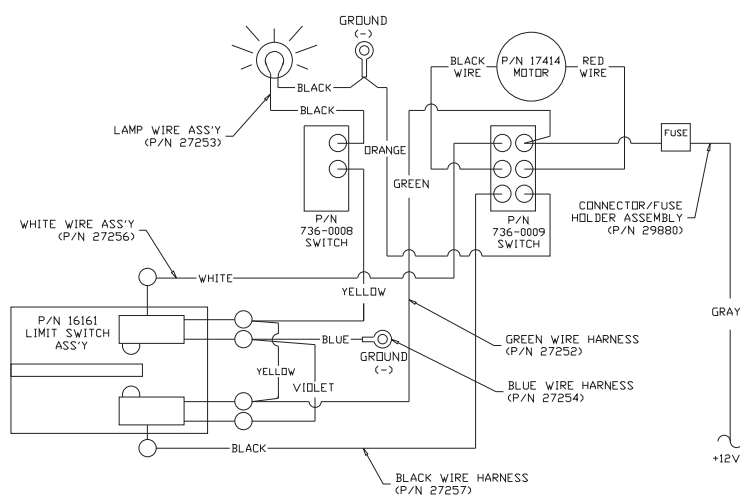 GROUND
(-)
BLACK
WIRE
P/N 17414
MOTOR
RED
WIRE
BLACK
BLACK
LAMP WIRE ASS'Y
(P/N 27253)
FUSE
ORANGE
GREEN
P/N
736-0008
SWITCH
P/N
736-0009
SWITCH
CONNECTOR/FUSE
HOLDER ASSEMBLY
(P/N 29880)
WHITE WIRE ASS'Y
(P/N 27256)
WHITE
YELLOW
GRAY
P/N 16161
LIMIT SWITCH
ASS'Y
BLUE
GROUND
(-)
GREEN WIRE HARNESS
(P/N 27252)
YELLOW
VIOLET
BLUE WIRE HARNESS
(P/N 27254)
BLACK
+12V
BLACK WIRE HARNESS
(P/N 27257)